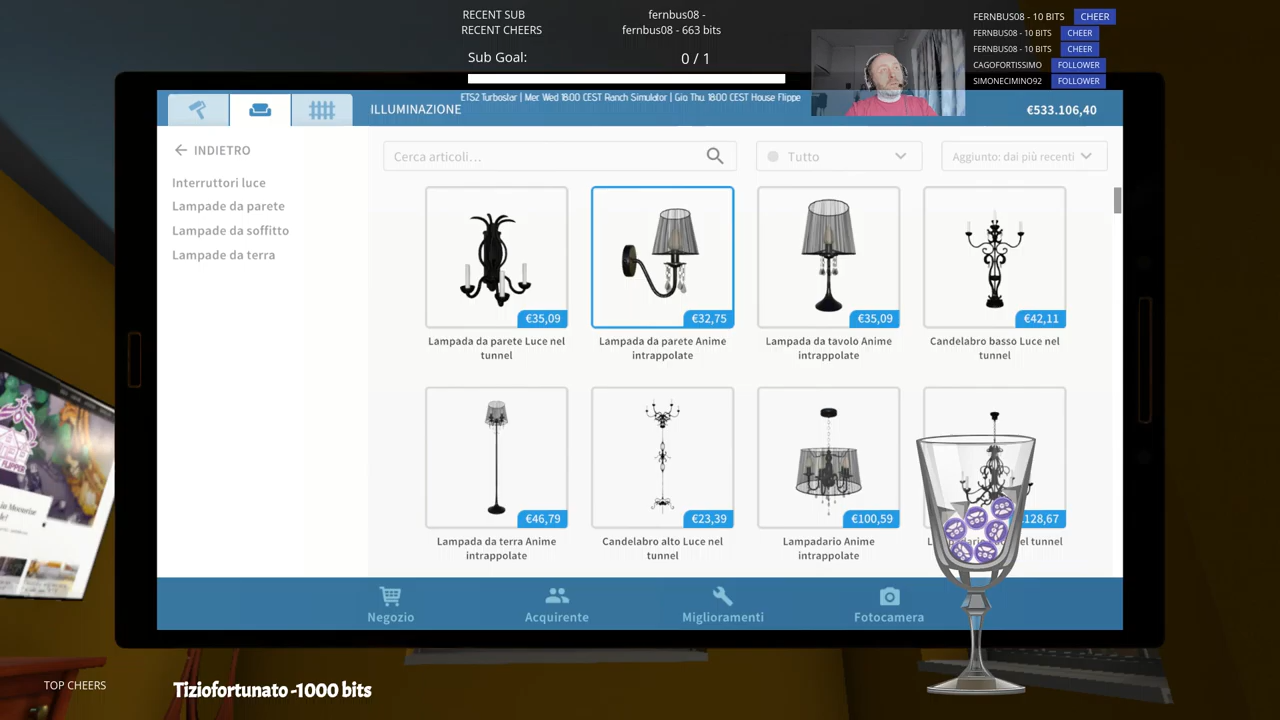 RECENT SUB
fernbus08 -
RECENT CHEERS
fernbus08 - 663 bits
Sub Goal:
0 / 1
FERNBUS08 - 10 BITS CHEER
FERNBUS08 - 10 BITS CHEER
FERNBUS08 - 10 BITS CHEER
CAGOFORTISSIMO FOLLOWER
SIMONECIMINO92 FOLLOWER
ETS2 Turbostar | Mer Wed 18:00 CEST Ranch Simulator | Gio Thu 18:00 CEST House Flippe
ILLUMINAZIONE
€533.106,40
INDIETRO
Interruttori luce
Lampade da parete
Lampade da soffitto
Lampade da terra
Cerca articoli...
Tutto
Aggiunto: dai più recenti
€35,09
€32,75
€35,09
€42,11
Lampada da parete Luce nel
tunnel
Lampada da parete Anime
intrappolate
Lampada da tavolo Anime
intrappolate
Candelabro basso Luce nel
tunnel
€46,79
€23,39
€100,59
€128,67
Lampada da terra Anime
intrappolate
Candelabro alto Luce nel
tunnel
Lampadario Anime
intrappolate
tunnel
Negozio
Acquirente
Miglioramenti
Fotocamera
TOP CHEERS
Tiziofortunato -1000 bits